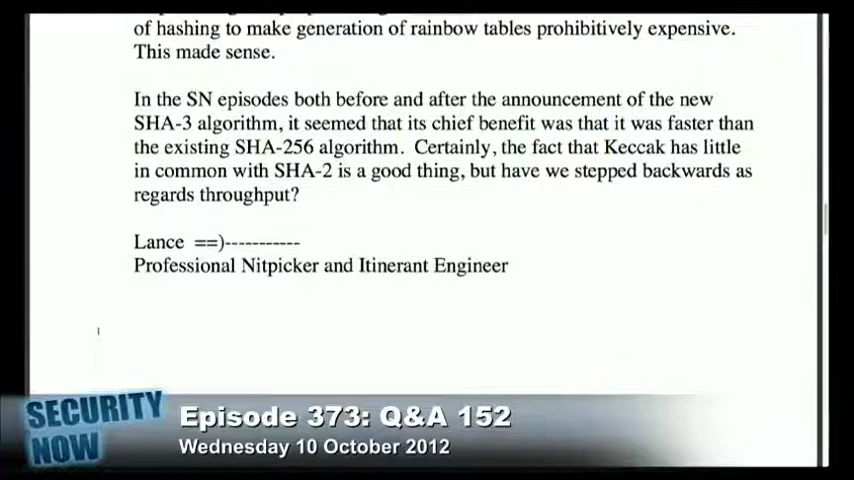 of hashing to make generation of rainbow tables prohibitively expensive.
This made sense.
In the SN episodes both before and after the announcement of the new
SHA-3 algorithm, it seemed that its chief benefit was that it was faster than
the existing SHA-256 algorithm. Certainly, the fact that Keccak has little
in common with SHA-2 is a good thing, but have we stepped backwards as
regards throughput?
Lance ==)-----------
Professional Nitpicker and Itinerant Engineer
SECURITY
NOW
Episode 373: Q&A 152
Wednesday 10 October 2012